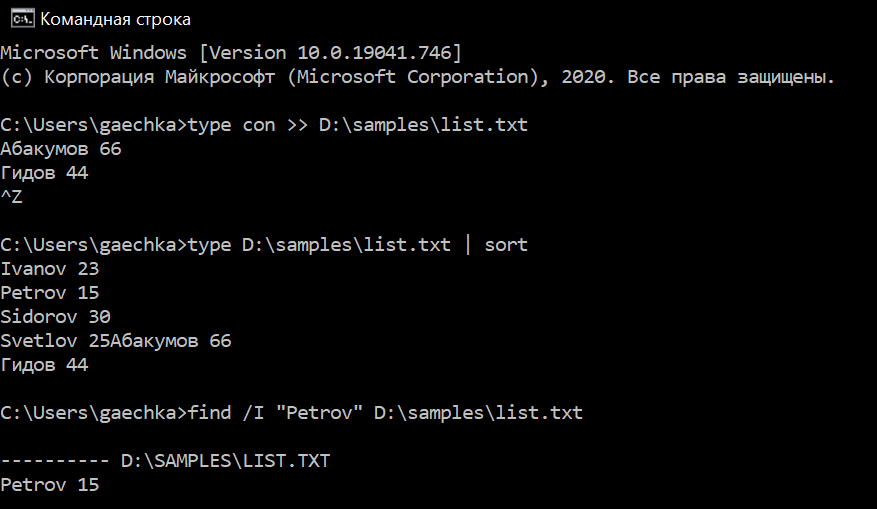 Командная строка
Microsoft Windows [Version 10.0.19041.746]
(c) Корпорация Майкрософт (Microsoft Corporation), 2020. Все права защищены.
C:\Users\gaechka>type con >> D:\samples\list.txt
Абакумов 66
Гидов 44
^Z
C:\Users\gaechka>type D:\samples\list.txt | sort
Ivanov 23
Petrov 15
Sidorov 30
Svetlov 25Абакумов 66
Гидов 44
C:\Users\gaechka>find /I "Petrov" D:\samples\list.txt
---------- D:\SAMPLES\LIST.TXT
Petrov 15